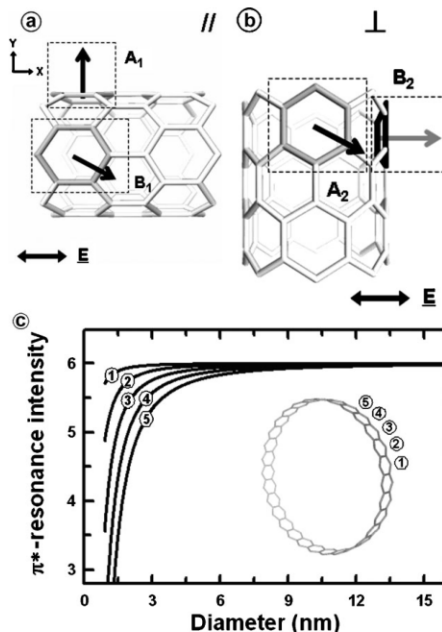 ⓐ
//
Y
X
A₁
B₁
E
ⓑ
⊥
B₂
A₂
E
ⓒ
π*-resonance intensity
6
5
4
3
①
②
③
④
⑤
⑤
④
③
②
①
0 3 6 9 12 15
Diameter (nm)